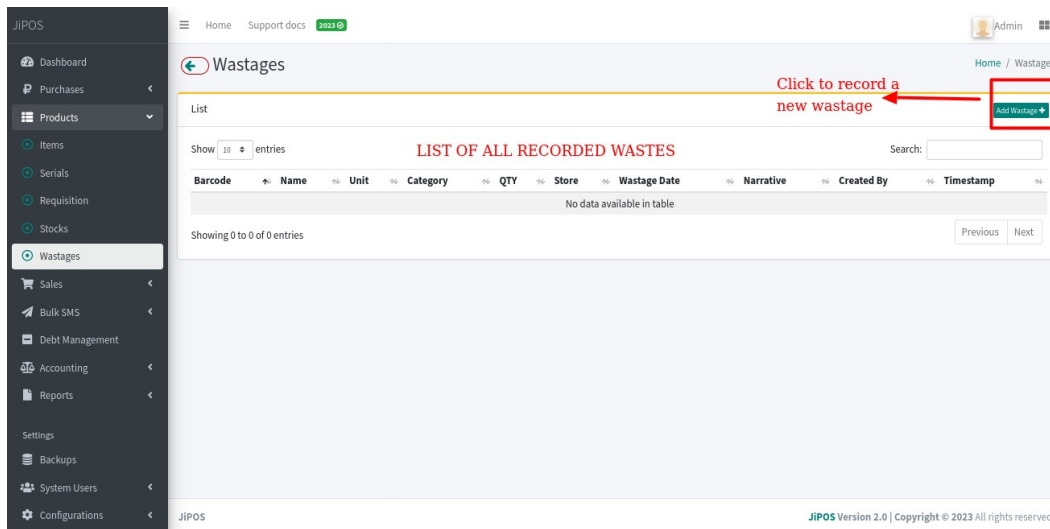 JiPOS
Home Support docs 2023
Admin
Dashboard
Purchases
Products
Items
Serials
Requisition
Stocks
Wastages
Sales
Bulk SMS
Debt Management
Accounting
Reports
Settings
Backups
System Users
Configurations
Wastages
Home / Wastage
Click to record a
new wastage
List
Add Wastage
Show 10 entries
LIST OF ALL RECORDED WASTES
Search:
Barcode Name Unit Category QTY Store Wastage Date Narrative Created By Timestamp
No data available in table
Showing 0 to 0 of 0 entries
Previous Next
JiPOS
JiPOS Version 2.0 | Copyright © 2023 All rights reserved